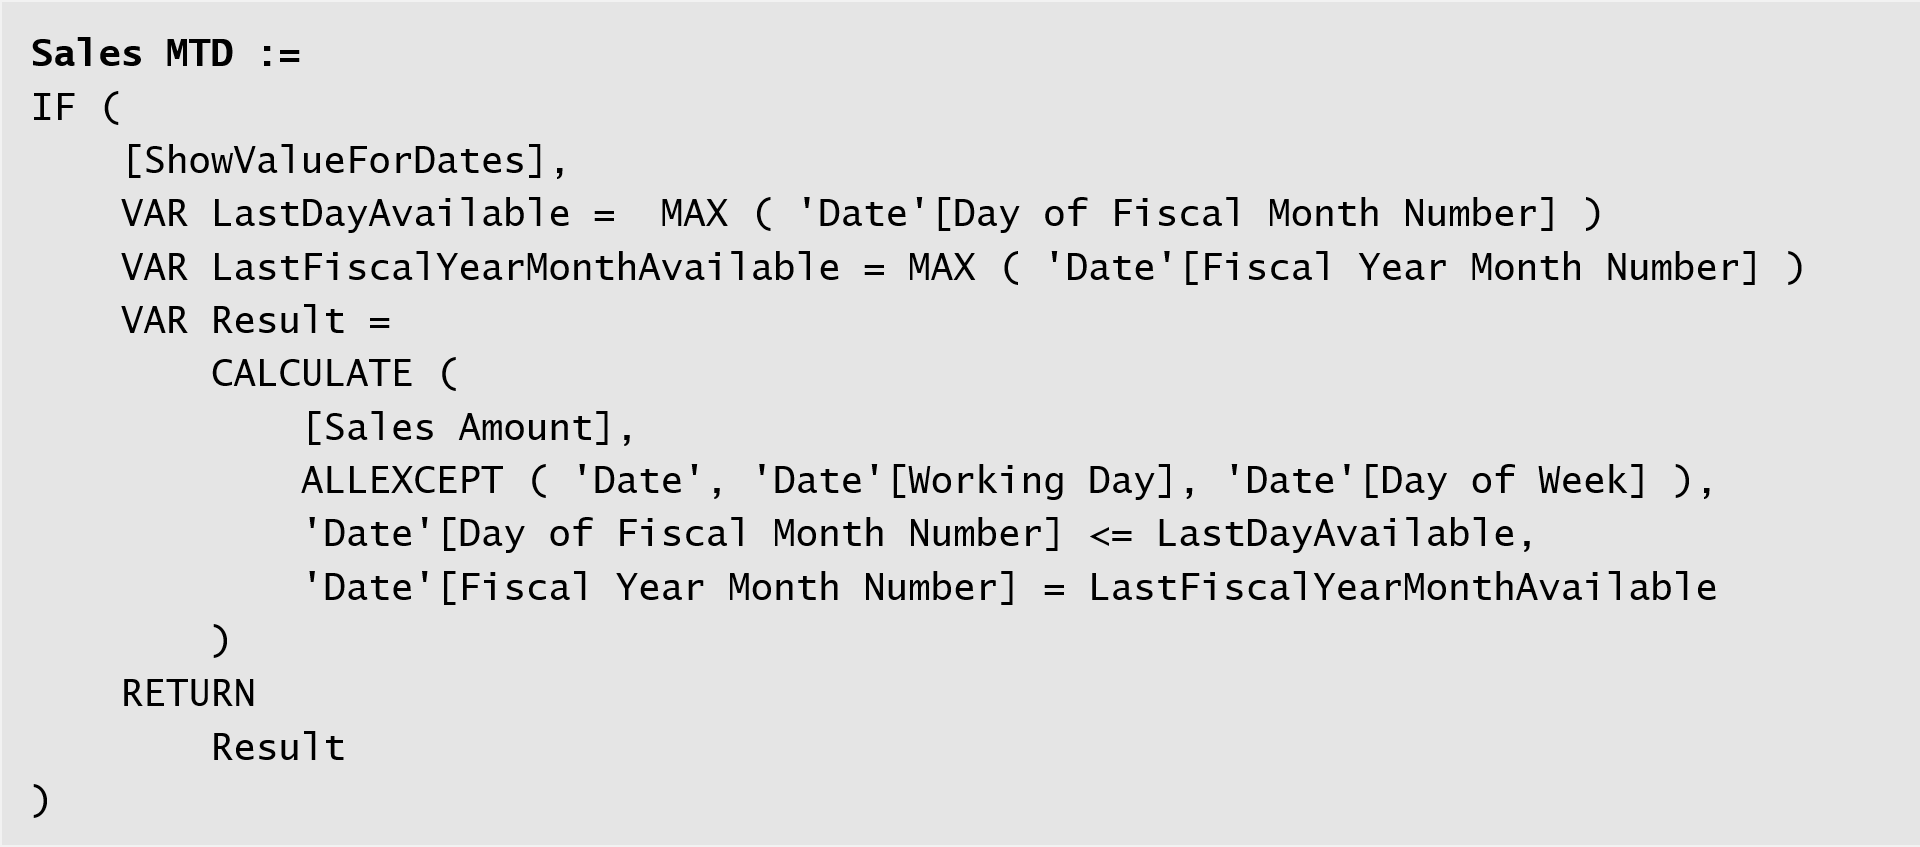 Sales MTD :=
IF (
    [ShowValueForDates],
    VAR LastDayAvailable =  MAX ( 'Date'[Day of Fiscal Month Number] )
    VAR LastFiscalYearMonthAvailable = MAX ( 'Date'[Fiscal Year Month Number] )
    VAR Result =
        CALCULATE (
            [Sales Amount],
            ALLEXCEPT ( 'Date', 'Date'[Working Day], 'Date'[Day of Week] ),
            'Date'[Day of Fiscal Month Number] <= LastDayAvailable,
            'Date'[Fiscal Year Month Number] = LastFiscalYearMonthAvailable
        )
    RETURN
        Result
)